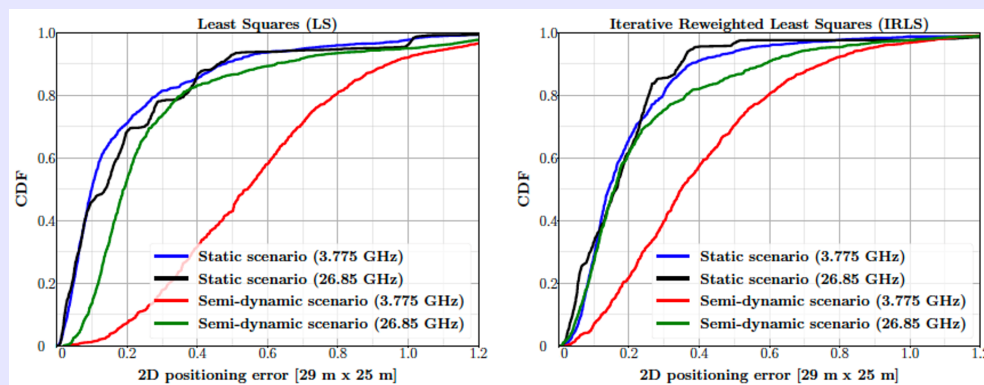 Least Squares (LS)
1.0
0.8
0.6
0.4
0.2
0
CDF
0 0.2 0.4 0.6 0.8 1.0 1.2
Static scenario (3.775 GHz)
Static scenario (26.85 GHz)
Semi-dynamic scenario (3.775 GHz)
Semi-dynamic scenario (26.85 GHz)
2D positioning error [29 m x 25 m]
Iterative Reweighted Least Squares (IRLS)
1.0
0.8
0.6
0.4
0.2
0
CDF
0 0.2 0.4 0.6 0.8 1.0 1.2
Static scenario (3.775 GHz)
Static scenario (26.85 GHz)
Semi-dynamic scenario (3.775 GHz)
Semi-dynamic scenario (26.85 GHz)
2D positioning error [29 m x 25 m]